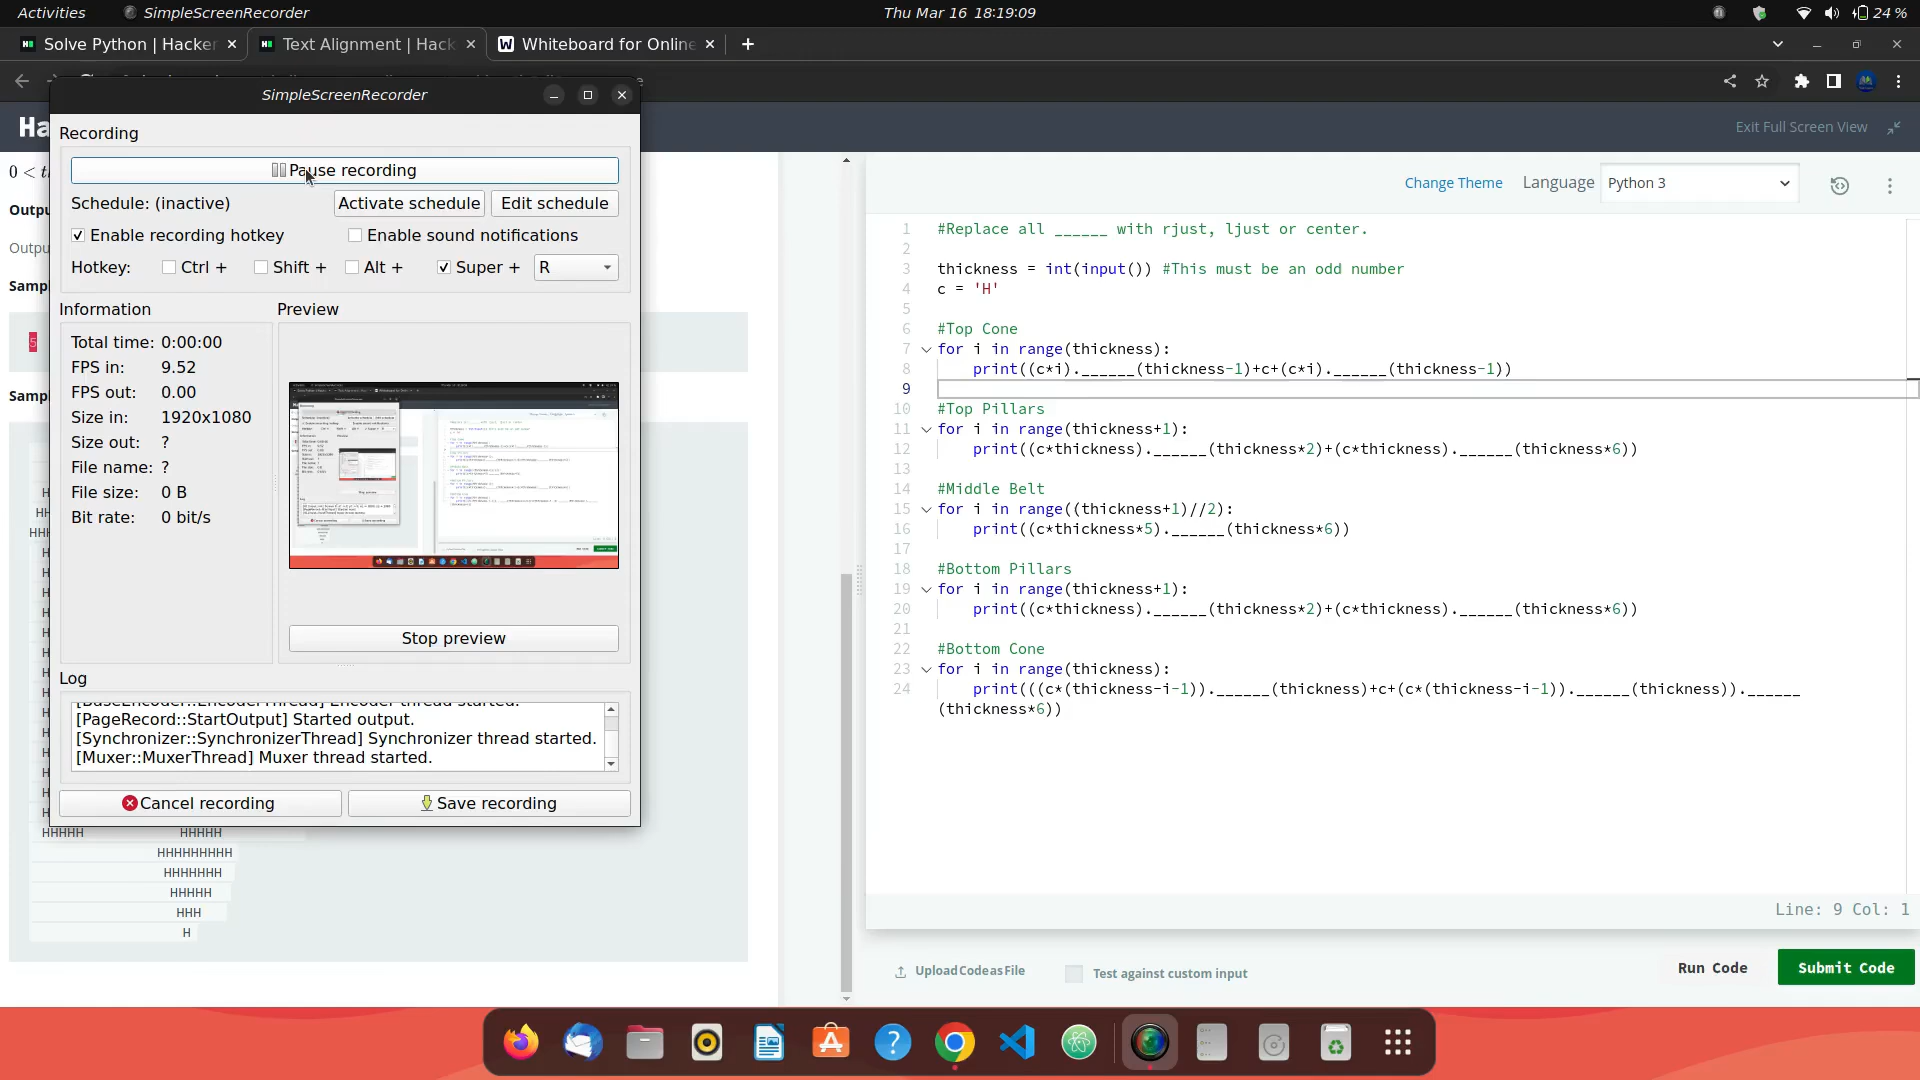 Activities
SimpleScreenRecorder
Thu Mar 16 18:19:09
24 %
Solve Python | Hacker
Text Alignment | Hack
Whiteboard for Online
SimpleScreenRecorder
Recording
Pause recording
Schedule: (inactive)
Activate schedule
Edit schedule
Enable recording hotkey
Enable sound notifications
Hotkey:
Ctrl +
Shift +
Alt +
Super +
R
Information
Total time: 0:00:00
FPS in: 9.52
FPS out: 0.00
Size in: 1920x1080
Size out: ?
File name: ?
File size: 0 B
Bit rate: 0 bit/s
Preview
Stop preview
Log
[PageRecord::StartOutput] Started output.
[Synchronizer::SynchronizerThread] Synchronizer thread started.
[Muxer::MuxerThread] Muxer thread started.
Cancel recording
Save recording
Ha
0 < th
Outpu
Outpu
Samp
5
Samp
H
HH
HHH
H
H
H
H
H
H
H
H
H
H
H
H
H
H
HHHHH HHHHH
HHHHHHHHH
HHHHHHH
HHHHH
HHH
H
Exit Full Screen View
Change Theme
Language
Python 3
1 #Replace all ______ with rjust, ljust or center.
2
3 thickness = int(input()) #This must be an odd number
4 c = 'H'
5
6 #Top Cone
7 for i in range(thickness):
8 print((c*i).______(thickness-1)+c+(c*i).______(thickness-1))
9
10 #Top Pillars
11 for i in range(thickness+1):
12 print((c*thickness).______(thickness*2)+(c*thickness).______(thickness*6))
13
14 #Middle Belt
15 for i in range((thickness+1)//2):
16 print((c*thickness*5).______(thickness*6))
17
18 #Bottom Pillars
19 for i in range(thickness+1):
20 print((c*thickness).______(thickness*2)+(c*thickness).______(thickness*6))
21
22 #Bottom Cone
23 for i in range(thickness):
24 print(((c*(thickness-i-1)).______(thickness)+c+(c*(thickness-i-1)).______(thickness)).______
(thickness*6))
Line: 9 Col: 1
Upload Code as File
Test against custom input
Run Code
Submit Code